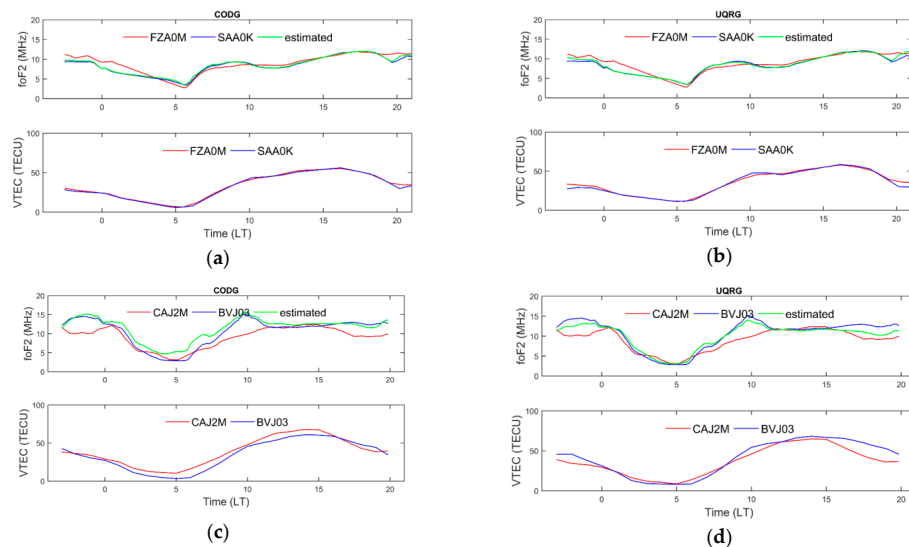 CODG
foF2 (MHz)
20
15
10
5
0
FZA0M SAA0K estimated
0 5 10 15 20
VTEC (TECU)
100
50
0
FZA0M SAA0K
0 5 10 15 20
Time (LT)
(a)
UQRG
foF2 (MHz)
20
15
10
5
0
FZA0M SAA0K estimated
0 5 10 15 20
VTEC (TECU)
100
50
0
FZA0M SAA0K
0 5 10 15 20
Time (LT)
(b)
CODG
foF2 (MHz)
20
15
10
5
0
CAJ2M BVJ03 estimated
0 5 10 15 20
VTEC (TECU)
100
50
0
CAJ2M BVJ03
0 5 10 15 20
Time (LT)
(c)
UQRG
foF2 (MHz)
20
15
10
5
0
CAJ2M BVJ03 estimated
0 5 10 15 20
VTEC (TECU)
100
50
0
CAJ2M BVJ03
0 5 10 15 20
Time (LT)
(d)